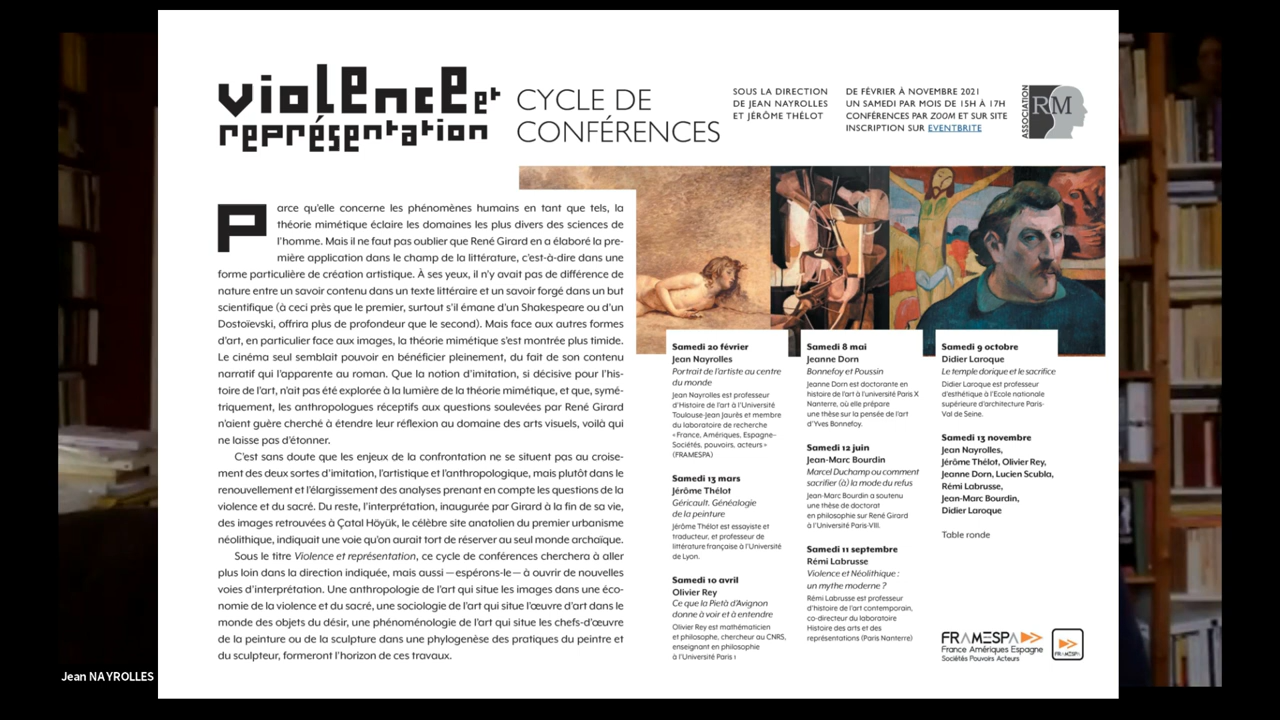 violence et
représentation
CYCLE DE
CONFÉRENCES
SOUS LA DIRECTION
DE JEAN NAYROLLES
ET JÉRÔME THÉLOT
DE FÉVRIER À NOVEMBRE 2021
UN SAMEDI PAR MOIS DE 15H À 17H
CONFÉRENCES PAR ZOOM ET SUR SITE
INSCRIPTION SUR EVENTBRITE
ASSOCIATION
RM
Parce qu'elle concerne les phénomènes humains en tant que tels, la
théorie mimétique éclaire les domaines les plus divers des sciences de
l'homme. Mais il ne faut pas oublier que René Girard en a élaboré la pre-
mière application dans le champ de la littérature, c'est-à-dire dans une
forme particulière de création artistique. À ses yeux, il n'y avait pas de différence de
nature entre un savoir contenu dans un texte littéraire et un savoir forgé dans un but
scientifique (à ceci près que le premier, surtout s'il émane d'un Shakespeare ou d'un
Dostoïevski, offrira plus de profondeur que le second). Mais face aux autres formes
d'art, en particulier face aux images, la théorie mimétique s'est montrée plus timide.
Le cinéma seul semblait pouvoir en bénéficier pleinement, du fait de son contenu
narratif qui l'apparente au roman. Que la notion d'imitation, si décisive pour l'his-
toire de l'art, n'ait pas été explorée à la lumière de la théorie mimétique, et que, symé-
triquement, les anthropologues réceptifs aux questions soulevées par René Girard
n'aient guère cherché à étendre leur réflexion au domaine des arts visuels, voilà qui
ne laisse pas d'étonner.
C'est sans doute que les enjeux de la confrontation ne se situent pas au croise-
ment des deux sortes d'imitation, l'artistique et l'anthropologique, mais plutôt dans le
renouvellement et l'élargissement des analyses prenant en compte les questions de la
violence et du sacré. Du reste, l'interprétation, inaugurée par Girard à la fin de sa vie,
des images retrouvées à Çatal Höyük, le célèbre site anatolien du premier urbanisme
néolithique, indiquait une voie qu'on aurait tort de réserver au seul monde archaïque.
Sous le titre Violence et représentation, ce cycle de conférences cherchera à aller
plus loin dans la direction indiquée, mais aussi — espérons-le — à ouvrir de nouvelles
voies d'interprétation. Une anthropologie de l'art qui situe les images dans une éco-
nomie de la violence et du sacré, une sociologie de l'art qui situe l'œuvre d'art dans le
monde des objets du désir, une phénoménologie de l'art qui situe les chefs-d'œuvre
de la peinture ou de la sculpture dans une phylogenèse des pratiques du peintre et
du sculpteur, formeront l'horizon de ces travaux.
Samedi 20 février
Jean Nayrolles
Portrait de l'artiste au centre
du monde
Jean Nayrolles est professeur
d'Histoire de l'art à l'Université
Toulouse-Jean Jaurès et membre
du laboratoire de recherche
« France, Amériques, Espagne–
Sociétés, pouvoirs, acteurs »
(FRAMESPA)
Samedi 13 mars
Jérôme Thélot
Géricault. Généalogie
de la peinture
Jérôme Thélot est essayiste et
traducteur, et professeur de
littérature française à l'Université
de Lyon.
Samedi 10 avril
Olivier Rey
Ce que la Pietà d'Avignon
donne à voir et à entendre
Olivier Rey est mathématicien
et philosophe, chercheur au CNRS,
enseignant en philosophie
à l'Université Paris 1
Samedi 8 mai
Jeanne Dorn
Bonnefoy et Poussin
Jeanne Dorn est doctorante en
histoire de l'art à l'université Paris X
Nanterre, où elle prépare
une thèse sur la pensée de l'art
d'Yves Bonnefoy.
Samedi 12 juin
Jean-Marc Bourdin
Marcel Duchamp ou comment
sacrifier (à) la mode du refus
Jean-Marc Bourdin a soutenu
une thèse de doctorat
en philosophie sur René Girard
à l'Université Paris-VIII.
Samedi 11 septembre
Rémi Labrusse
Violence et Néolithique :
un mythe moderne ?
Rémi Labrusse est professeur
d'histoire de l'art contemporain,
co-directeur du laboratoire
Histoire des arts et des
représentations (Paris Nanterre)
Samedi 9 octobre
Didier Laroque
Le temple dorique et le sacrifice
Didier Laroque est professeur
d'esthétique à l'Ecole nationale
supérieure d'architecture Paris-
Val de Seine.
Samedi 13 novembre
Jean Nayrolles,
Jérôme Thélot, Olivier Rey,
Jeanne Dorn, Lucien Scubla,
Rémi Labrusse,
Jean-Marc Bourdin,
Didier Laroque
Table ronde
FRAMESPA
France Amériques Espagne
Sociétés Pouvoirs Acteurs
FRAMESPA
Jean NAYROLLES